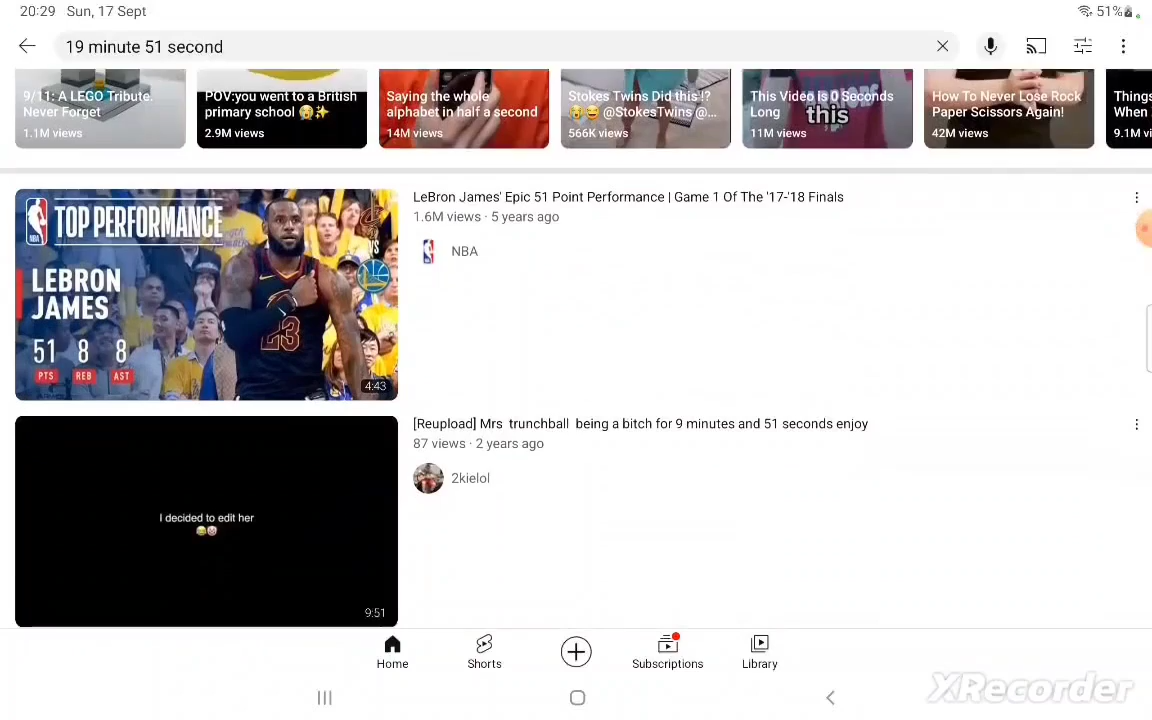 20:29 Sun, 17 Sept 51%
19 minute 51 second
9/11: A LEGO Tribute.
Never Forget
1.1M views
POV:you went to a British
primary school 😭✨
2.9M views
Saying the whole
alphabet in half a second
14M views
Stokes Twins Did this !?
😭😂 @StokesTwins @...
566K views
This Video is 0 Seconds
Long
this
11M views
How To Never Lose Rock
Paper Scissors Again!
42M views
Things
When
9.1M vi
NBA
TOP PERFORMANCE
VS
LEBRON
JAMES
51 8 8
PTS REB AST
23
4:43
LeBron James' Epic 51 Point Performance | Game 1 Of The '17-'18 Finals
1.6M views · 5 years ago
NBA
I decided to edit her
😂🤡
9:51
[Reupload] Mrs trunchball being a bitch for 9 minutes and 51 seconds enjoy
87 views · 2 years ago
2kielol
Home
Shorts
Subscriptions
Library
XRecorder